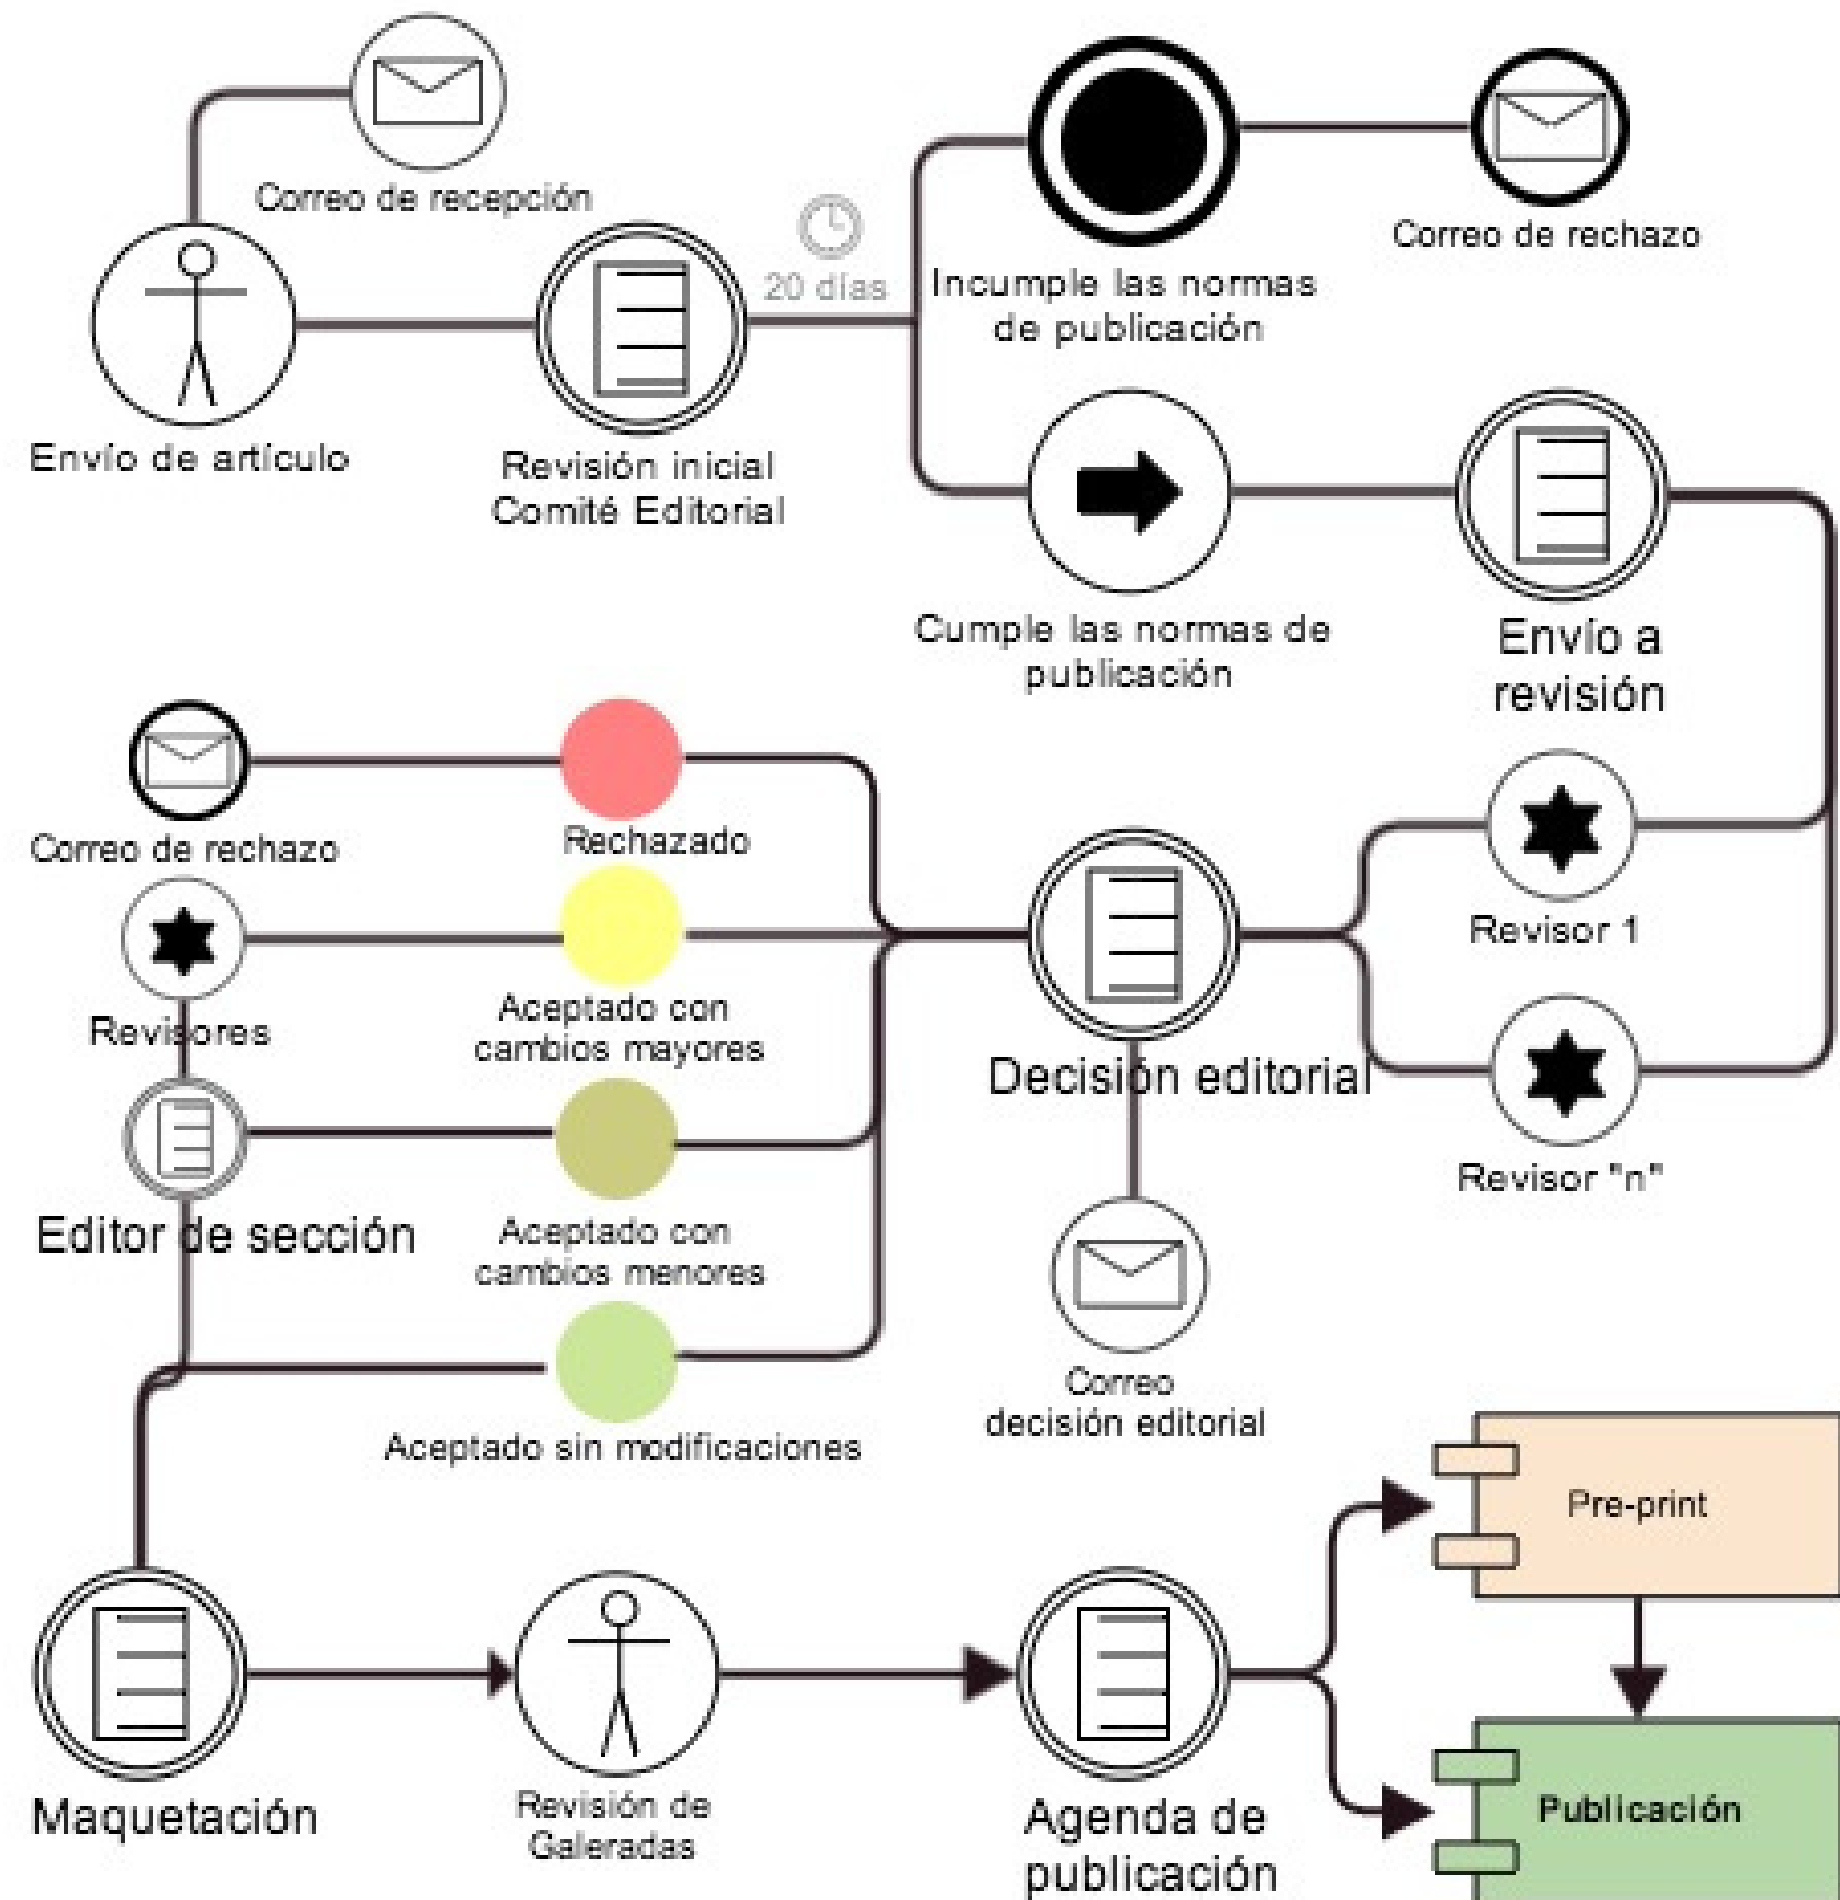 Correo de recepción
20 días
Envío de artículo
Revisión inicial
Comité Editorial
Incumple las normas
de publicación
Correo de rechazo
Cumple las normas de
publicación
Envío a
revisión
Correo de rechazo
Rechazado
Revisores
Aceptado con
cambios mayores
Decisión editorial
Revisor 1
Revisor "n"
Editor de sección
Aceptado con
cambios menores
Correo
decisión editorial
Aceptado sin modificaciones
Pre-print
Maquetación
Revisión de
Galeradas
Agenda de
publicación
Publicación